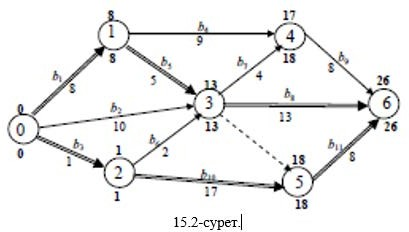 8 17
1 b₄ 4
8 9 18
b₁ b₅ b₇ b₉
8 5 4 8
0 13 26
0 b₂ 3 b₈ 6
0 10 13 13 26
b₃ 1 2
1 2 b₁₀ 18 b₁₁
1 17 5 8
18
15.2-сурет.